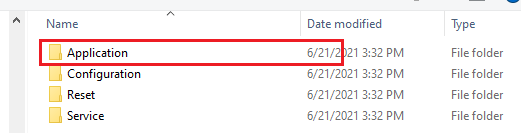 Name Date modified Type
Application 6/21/2021 3:32 PM File folder
Configuration 6/21/2021 3:32 PM File folder
Reset 6/21/2021 3:32 PM File folder
Service 6/21/2021 3:32 PM File folder